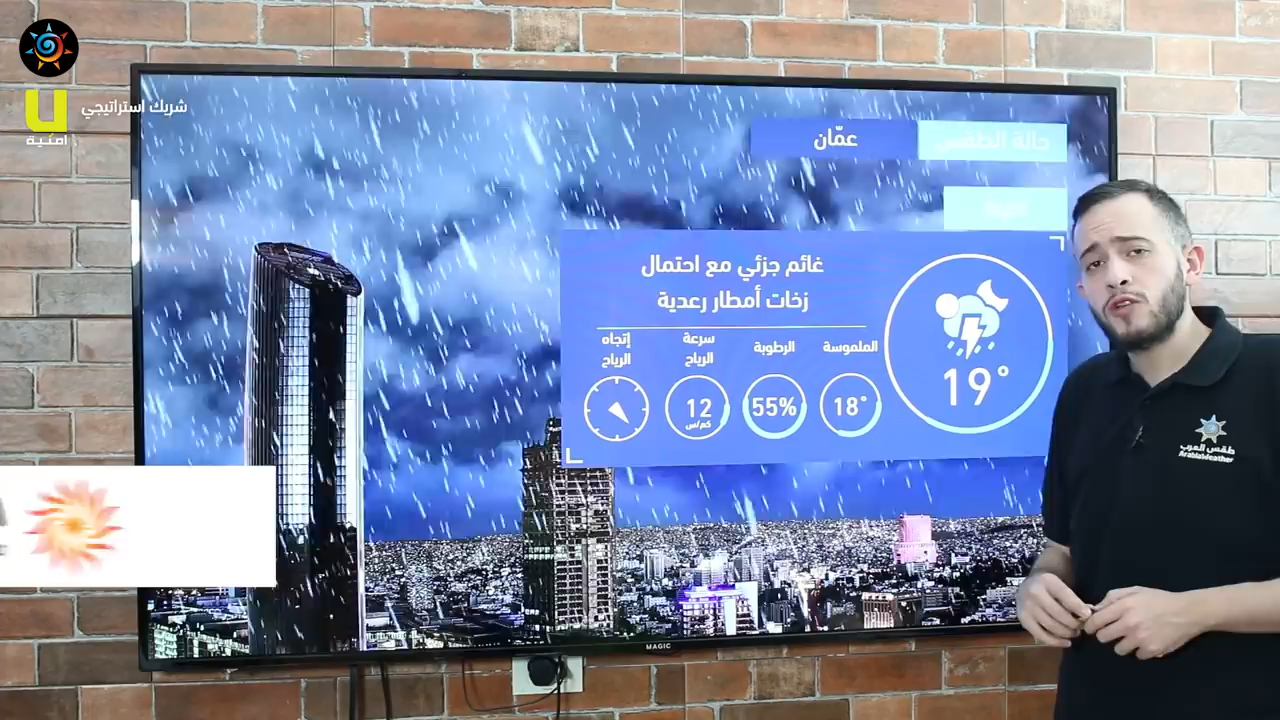 شريك استراتيجي
امنية
عمّان
حالة الطقس
غائم جزئي مع احتمال
زخات أمطار رعدية
الملموسة
الرطوبة
سرعة
الرياح
إتجاه
الرياح
19°
18°
55%
12
كم/س
طقس العرب
ArabiaWeather
MAGIC